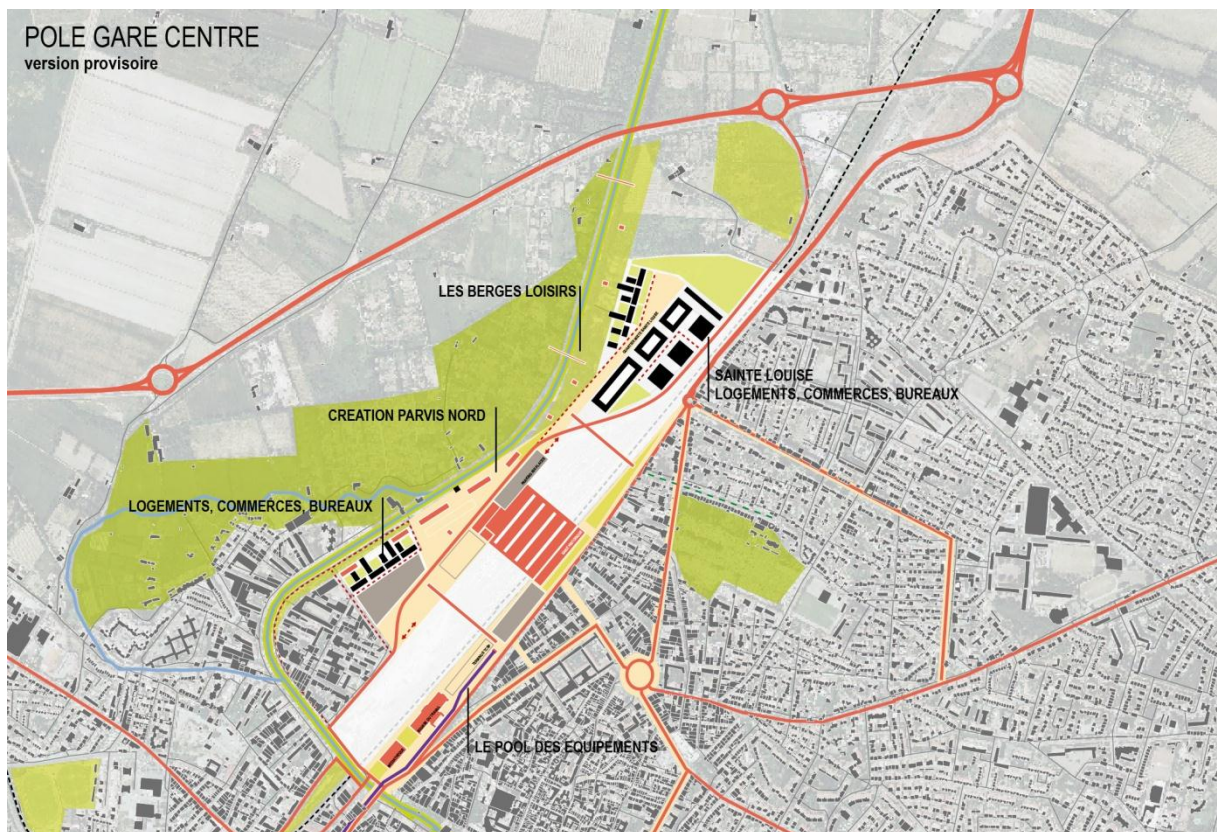 POLE GARE CENTRE
version provisoire
LES BERGES LOISIRS
SAINTE LOUISE
LOGEMENTS, COMMERCES, BUREAUX
CREATION PARVIS NORD
LOGEMENTS, COMMERCES, BUREAUX
LE POOL DES EQUIPEMENTS